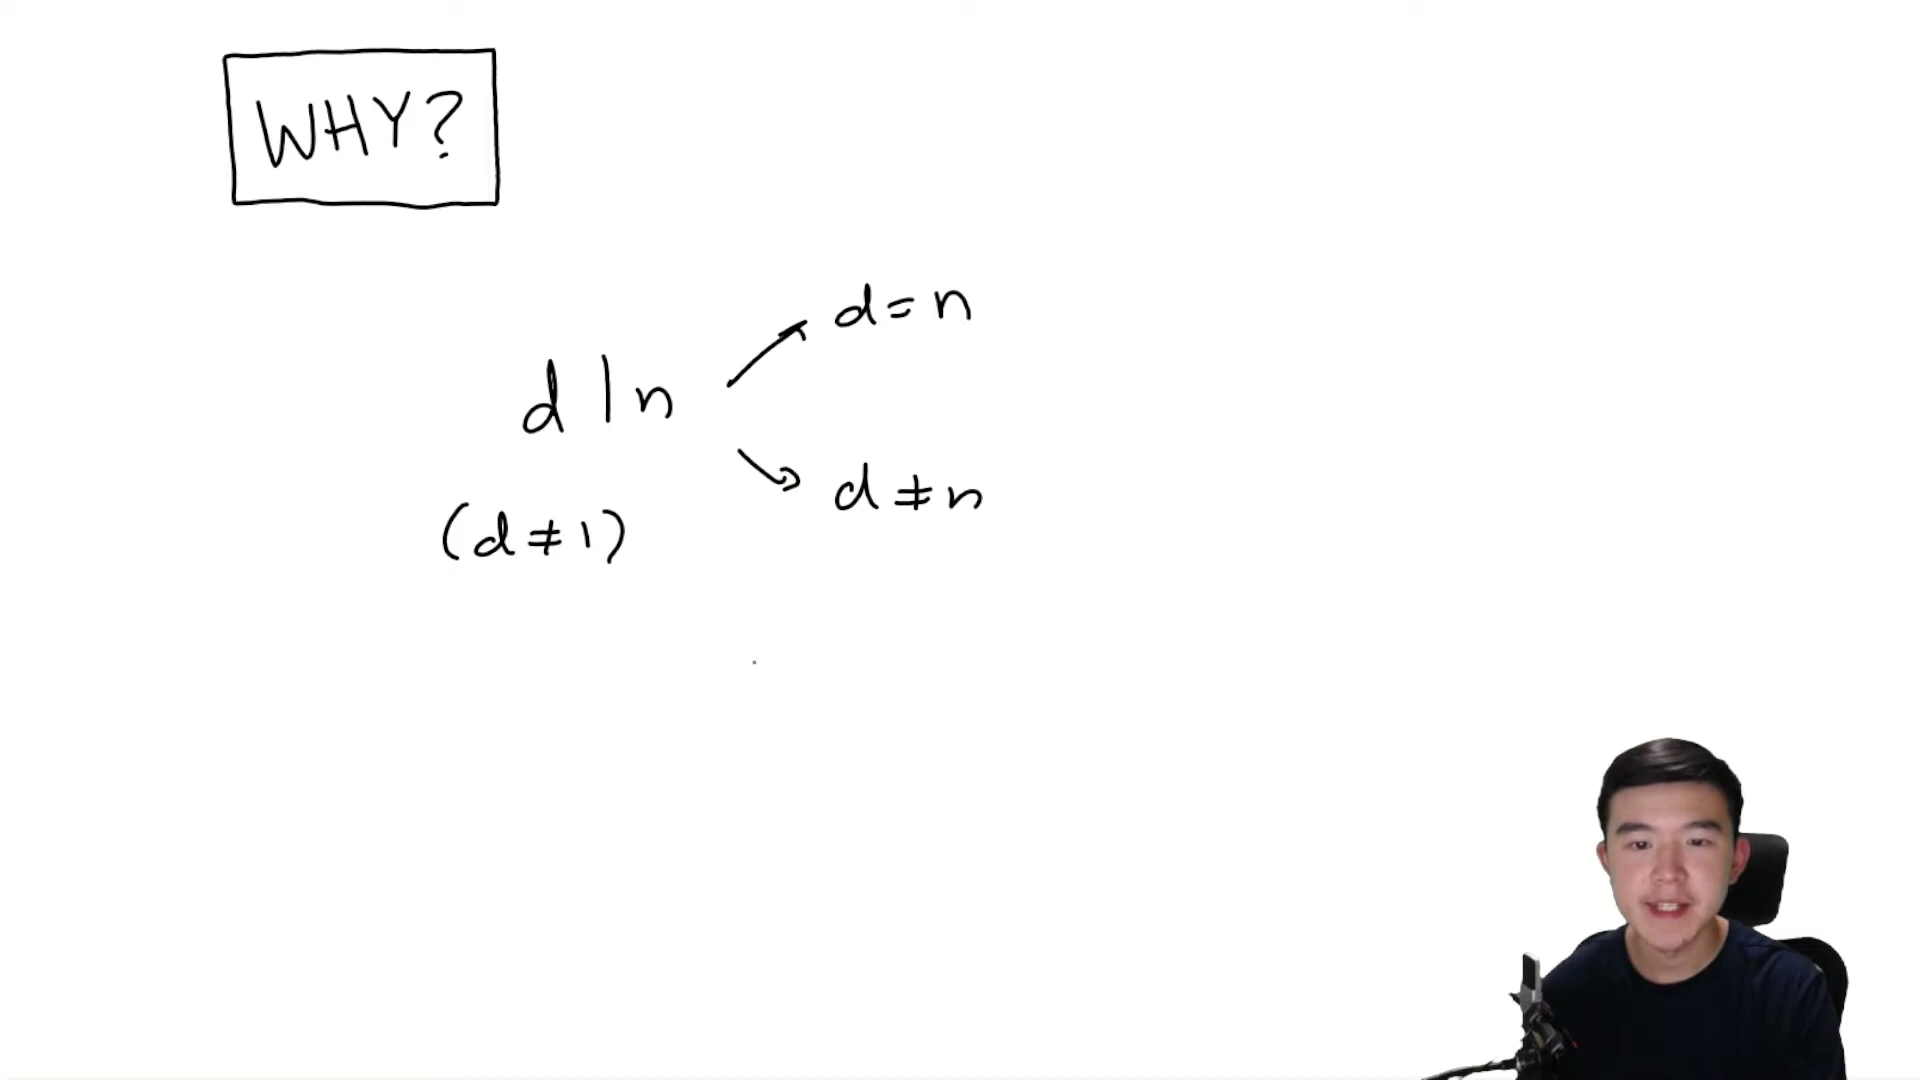 WHY?
d = n
d | n
d ≠ n
(d ≠ 1)